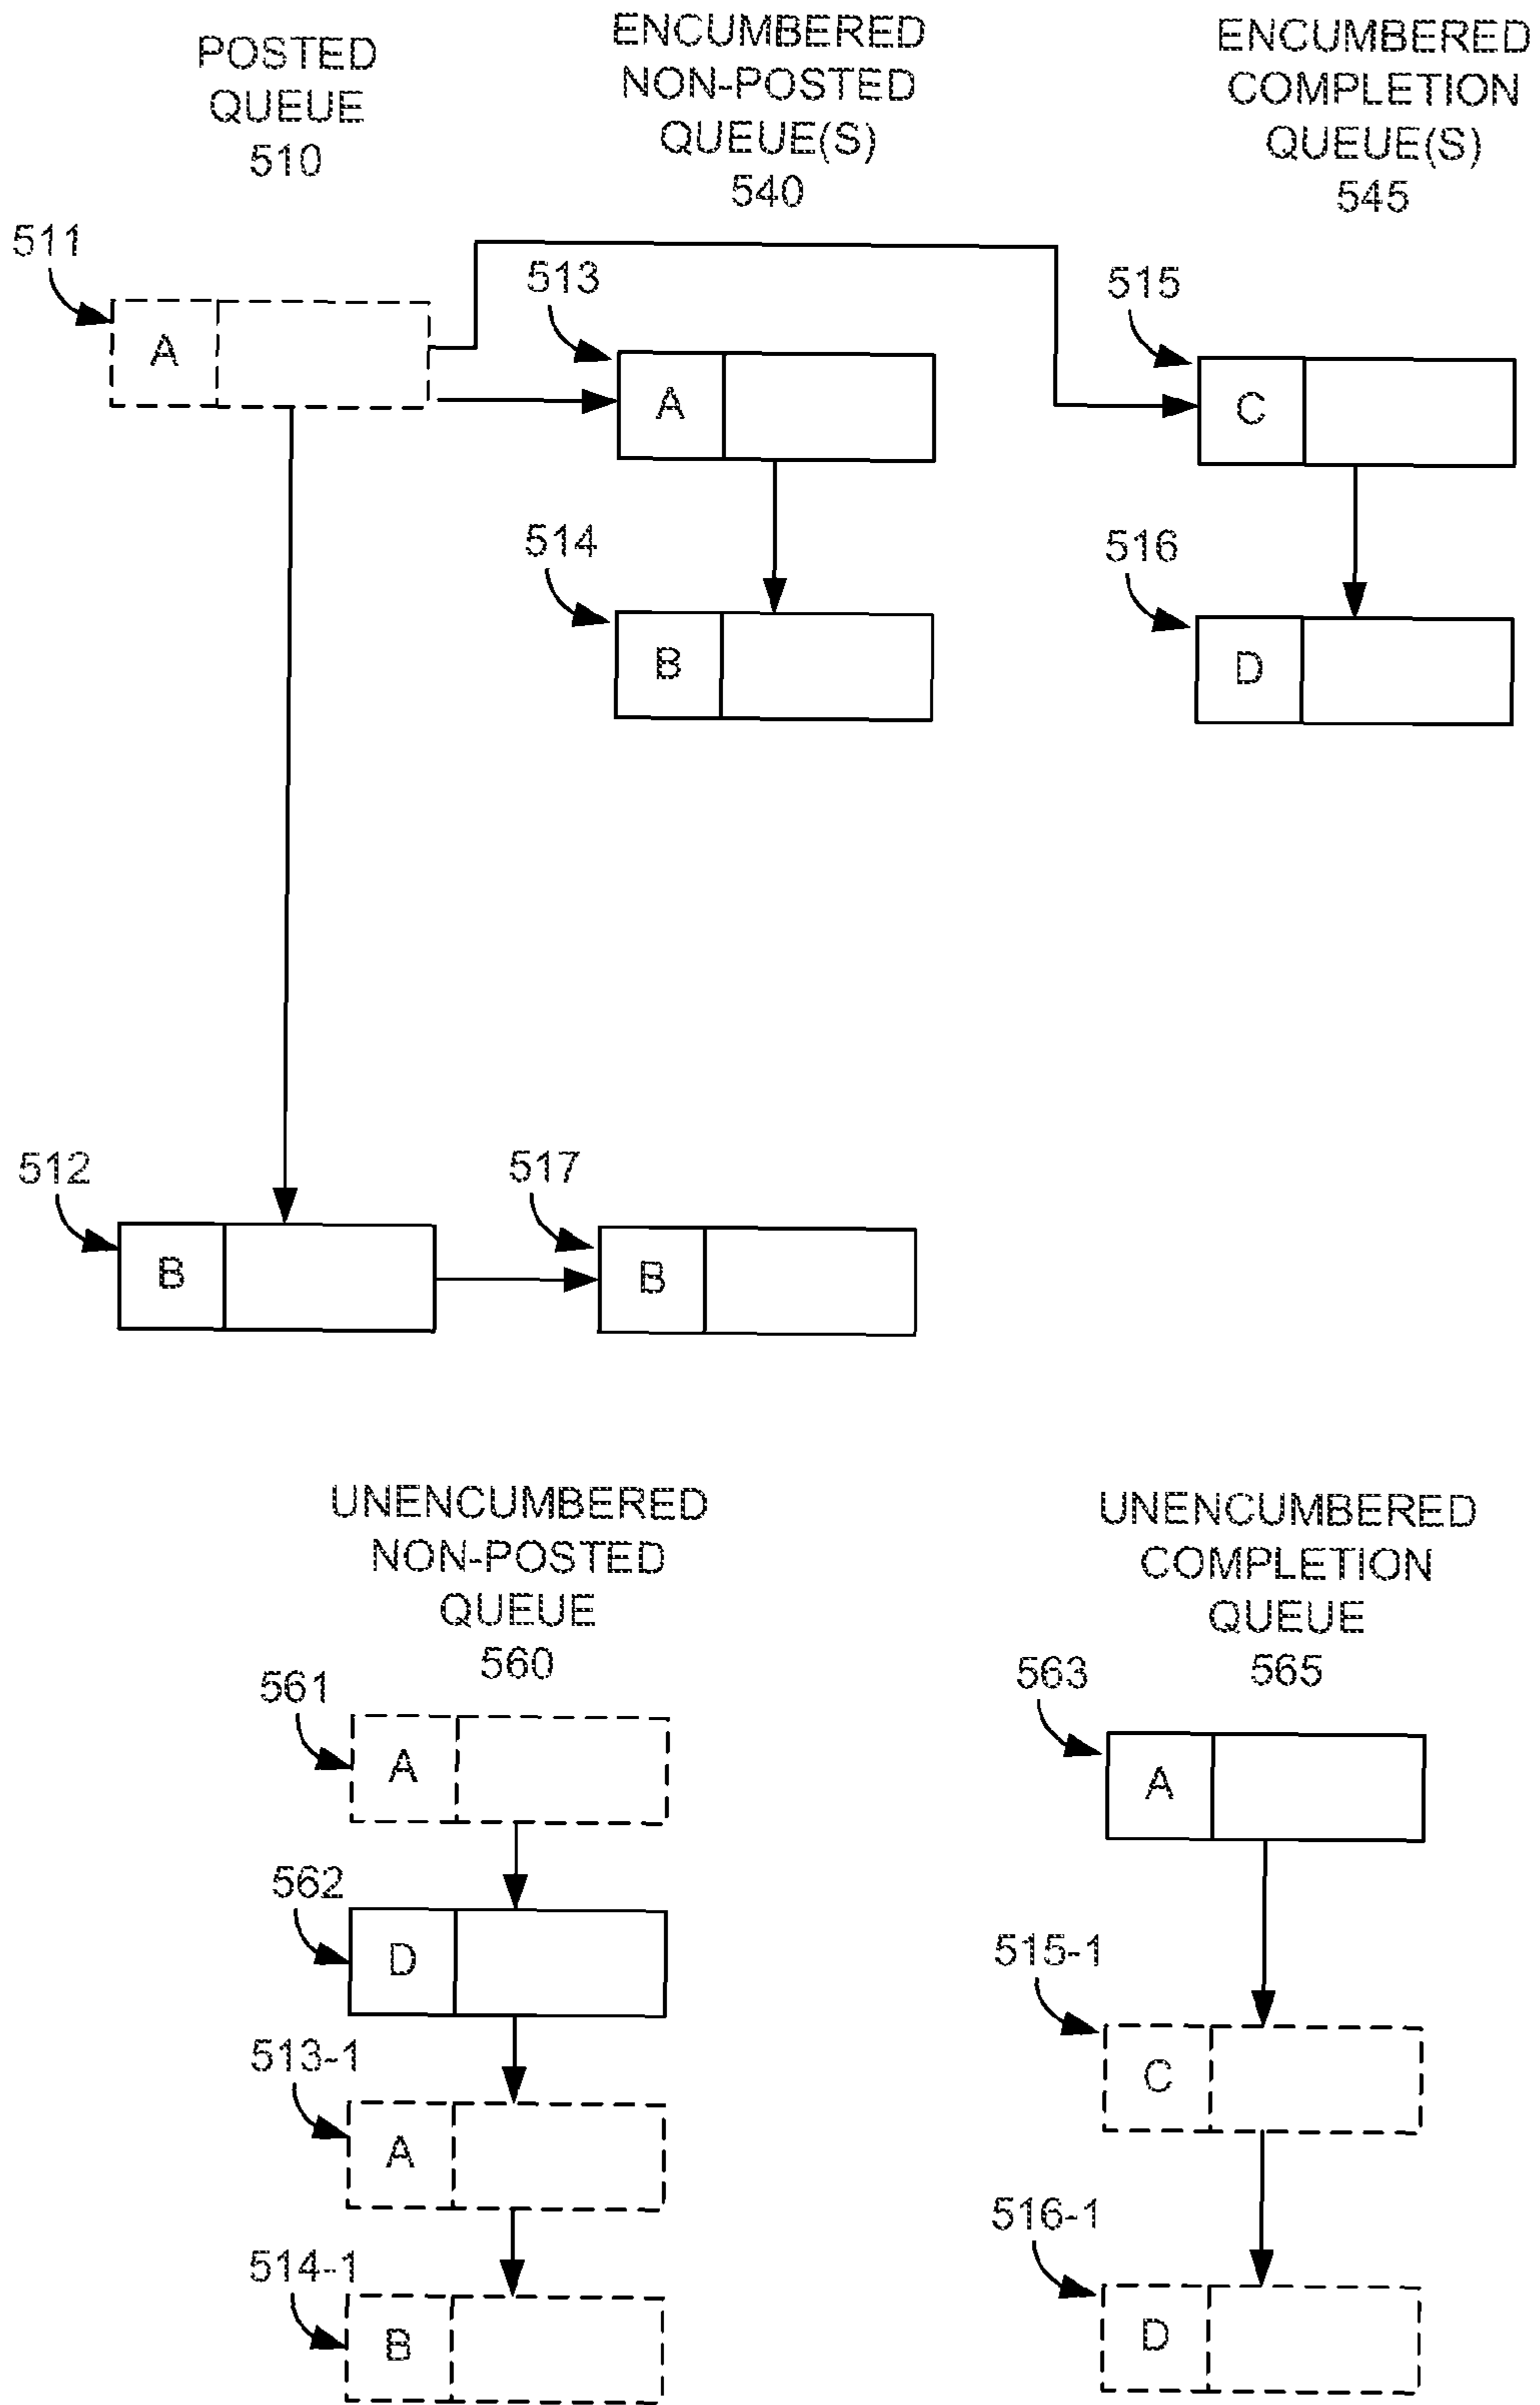 POSTED
QUEUE
510
ENCUMBERED
NON-POSTED
QUEUE(S)
540
ENCUMBERED
COMPLETION
QUEUE(S)
545
511
A
513
A
515
C
514
B
516
D
512
B
517
B
UNENCUMBERED
NON-POSTED
QUEUE
560
UNENCUMBERED
COMPLETION
QUEUE
565
561
A
563
A
562
D
515-1
C
513-1
A
516-1
D
514-1
B